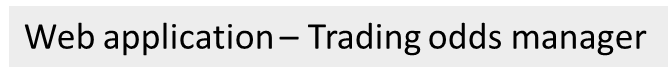 Web application – Trading odds manager